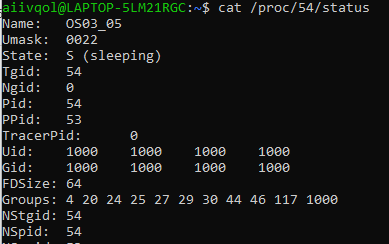 aiivqol@LAPTOP-5LM21RGC:~$ cat /proc/54/status
Name:   OS03_05
Umask:  0022
State:  S (sleeping)
Tgid:   54
Ngid:   0
Pid:    54
PPid:   53
TracerPid:      0
Uid:    1000    1000    1000    1000
Gid:    1000    1000    1000    1000
FDSize: 64
Groups: 4 20 24 25 27 29 30 44 46 117 1000
NStgid: 54
NSpid:  54